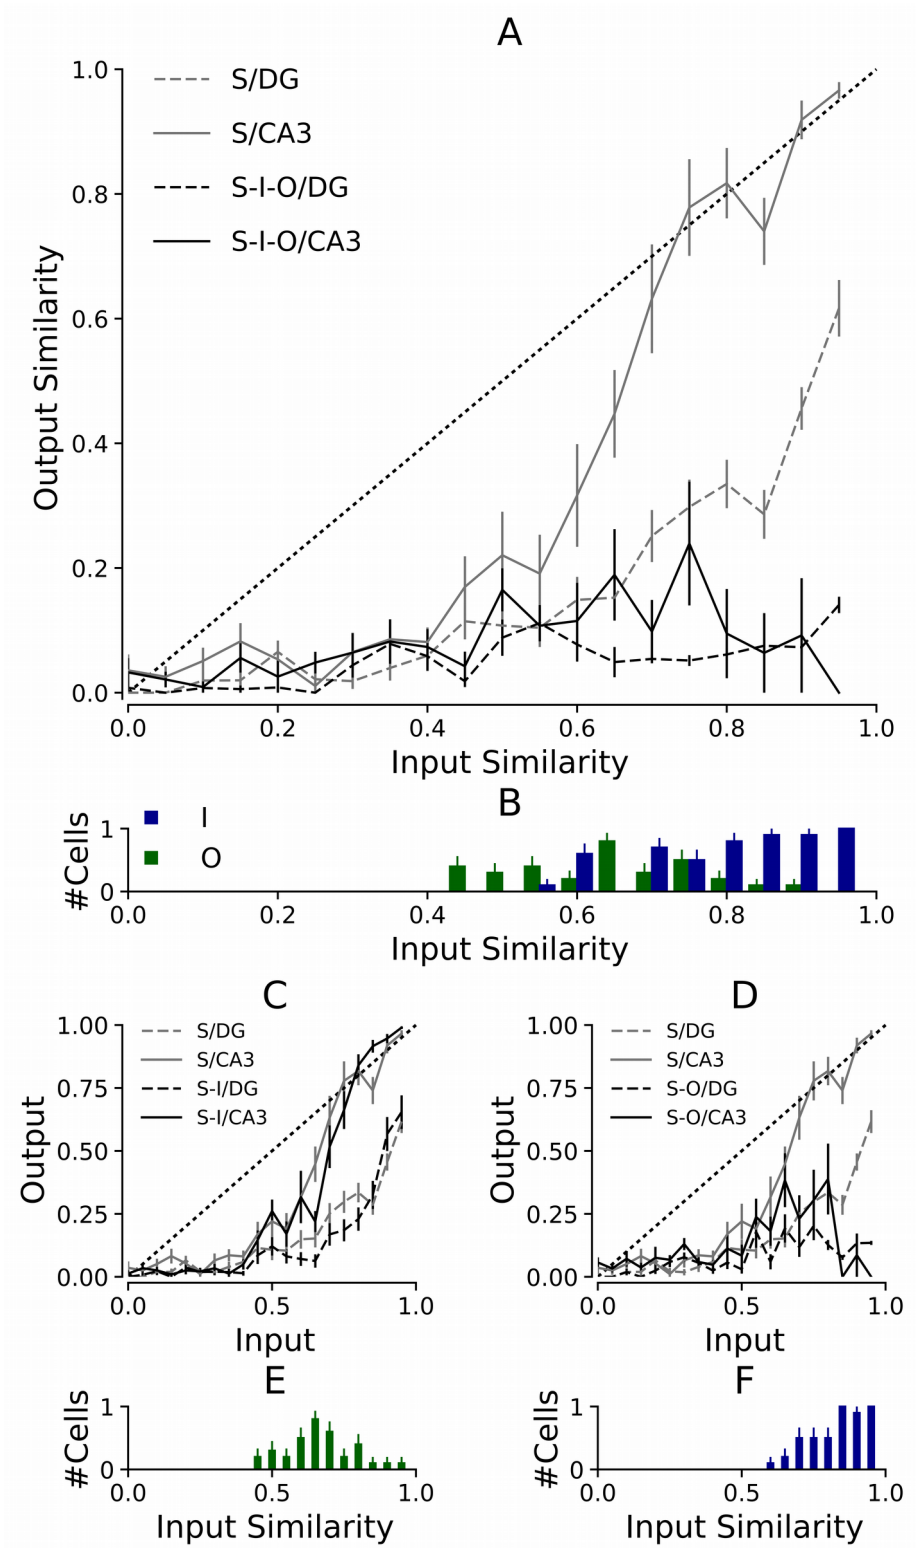 A
1.0
0.8
0.6
0.4
0.2
0.0
Output Similarity
S/DG
S/CA3
S-I-O/DG
S-I-O/CA3
0.0 0.2 0.4 0.6 0.8 1.0
Input Similarity
B
I
O
1
0
#Cells
0.0 0.2 0.4 0.6 0.8 1.0
Input Similarity
C
1.00
0.75
0.50
0.25
0.00
Output
S/DG
S/CA3
S-I/DG
S-I/CA3
0.0 0.5 1.0
Input
D
1.00
0.75
0.50
0.25
0.00
Output
S/DG
S/CA3
S-O/DG
S-O/CA3
0.0 0.5 1.0
Input
E
1
0
#Cells
0.0 0.5 1.0
Input Similarity
F
1
0
#Cells
0.0 0.5 1.0
Input Similarity